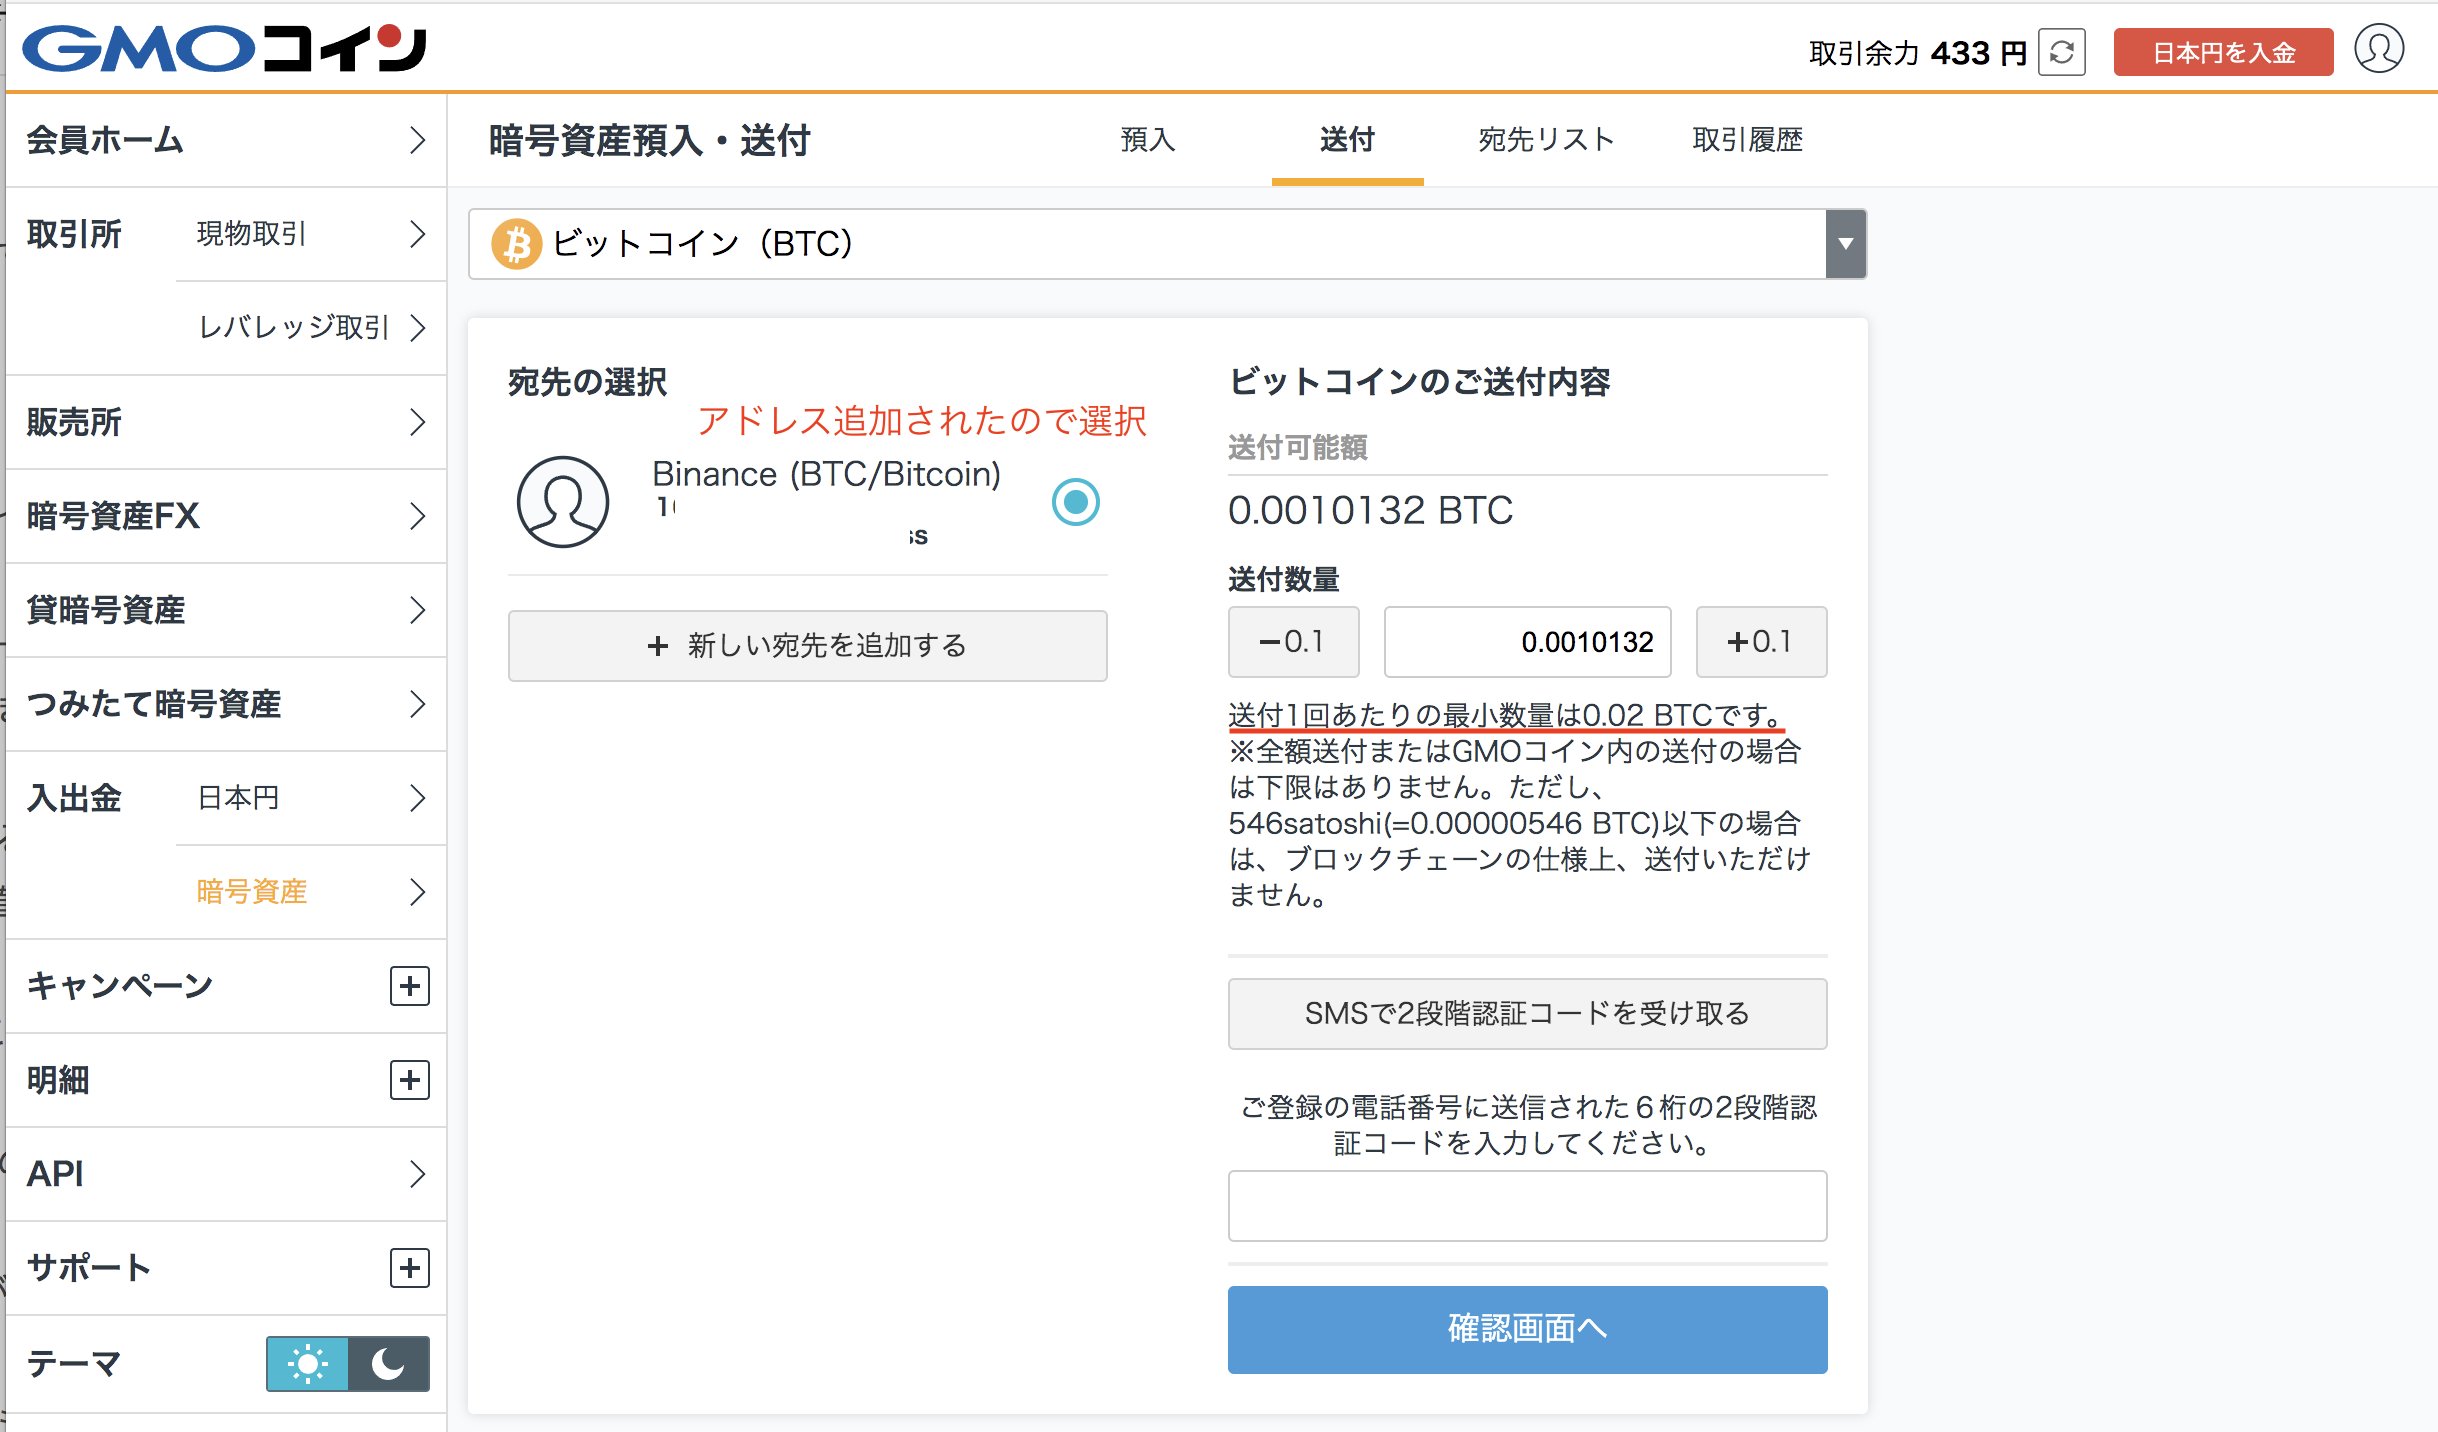 GMOコイン
取引余力 433 円
日本円を入金
会員ホーム
取引所
現物取引
レバレッジ取引
販売所
暗号資産FX
貸暗号資産
つみたて暗号資産
入出金
日本円
暗号資産
キャンペーン
明細
API
サポート
テーマ
暗号資産預入・送付
預入
送付
宛先リスト
取引履歴
ビットコイン（BTC）
宛先の選択
アドレス追加されたので選択
Binance (BTC/Bitcoin)
+ 新しい宛先を追加する
ビットコインのご送付内容
送付可能額
0.0010132 BTC
送付数量
−0.1
0.0010132
+0.1
送付1回あたりの最小数量は0.02 BTCです。
※全額送付またはGMOコイン内の送付の場合
は下限はありません。ただし、
546satoshi(=0.00000546 BTC)以下の場合
は、ブロックチェーンの仕様上、送付いただけ
ません。
SMSで2段階認証コードを受け取る
ご登録の電話番号に送信された６桁の2段階認
証コードを入力してください。
確認画面へ